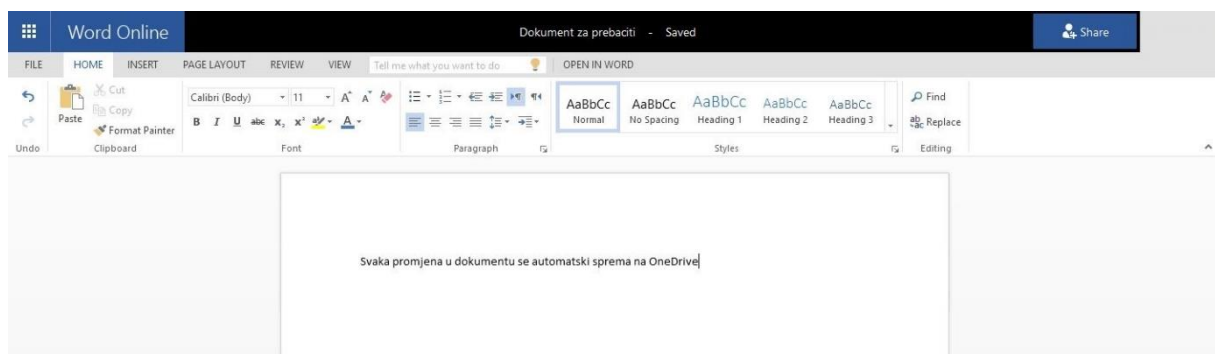 Word Online
Dokument za prebaciti - Saved
Share
FILE HOME INSERT PAGE LAYOUT REVIEW VIEW Tell me what you want to do OPEN IN WORD
Paste
Cut
Copy
Format Painter
Calibri (Body) 11 A A
B I U abc x₂ x² A
AaBbCc AaBbCc AaBbCc AaBbCc AaBbCc
Normal No Spacing Heading 1 Heading 2 Heading 3
Find
Replace
Undo Clipboard Font Paragraph Styles Editing
Svaka promjena u dokumentu se automatski sprema na OneDrive